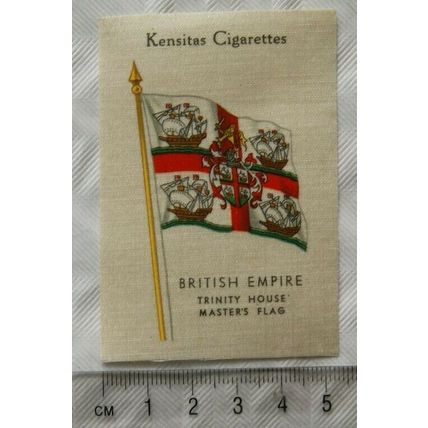 Kensitas Cigarettes
BRITISH EMPIRE
TRINITY HOUSE
MASTER'S FLAG
CM 1 2 3 4 5